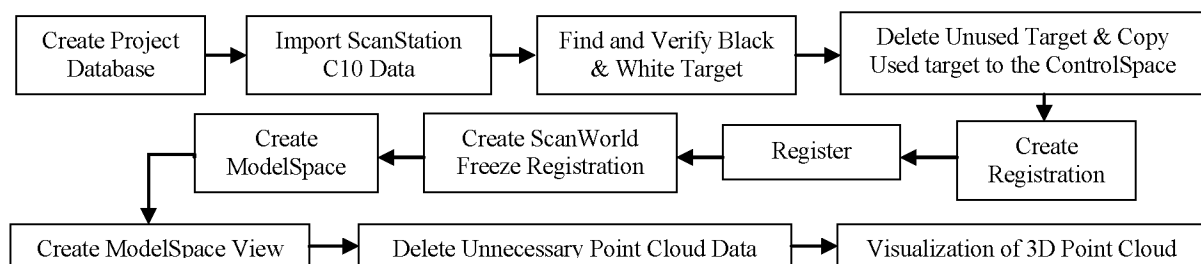 Create Project
Database
Import ScanStation
C10 Data
Find and Verify Black
& White Target
Delete Unused Target & Copy
Used target to the ControlSpace
Create
Registration
Register
Create ScanWorld
Freeze Registration
Create
ModelSpace
Create ModelSpace View
Delete Unnecessary Point Cloud Data
Visualization of 3D Point Cloud